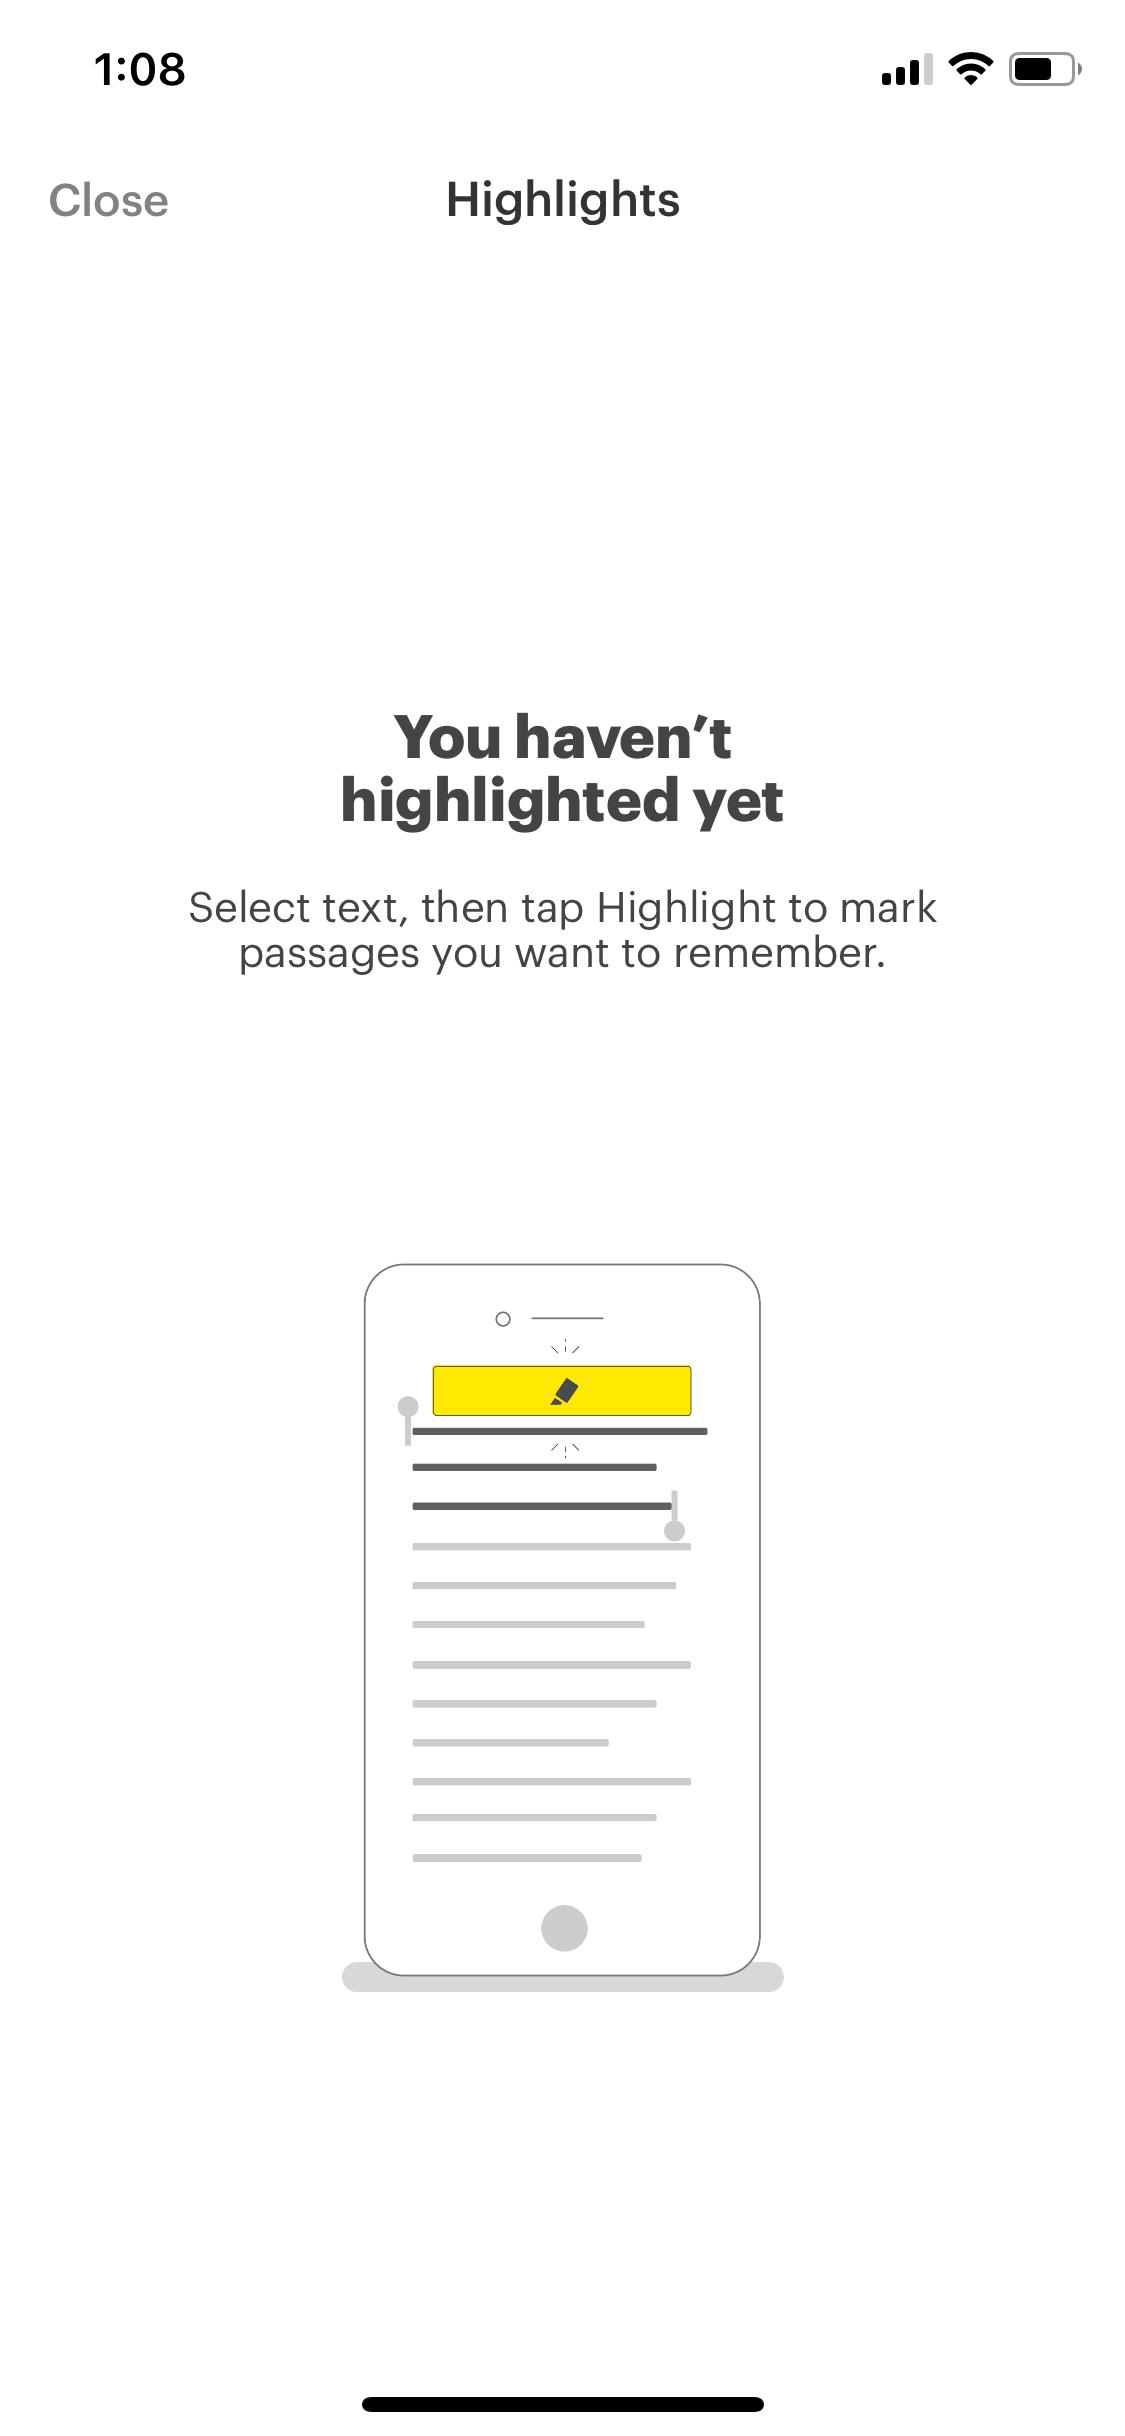 1:08
Close
Highlights
You haven’t
highlighted yet
Select text, then tap Highlight to mark
passages you want to remember.